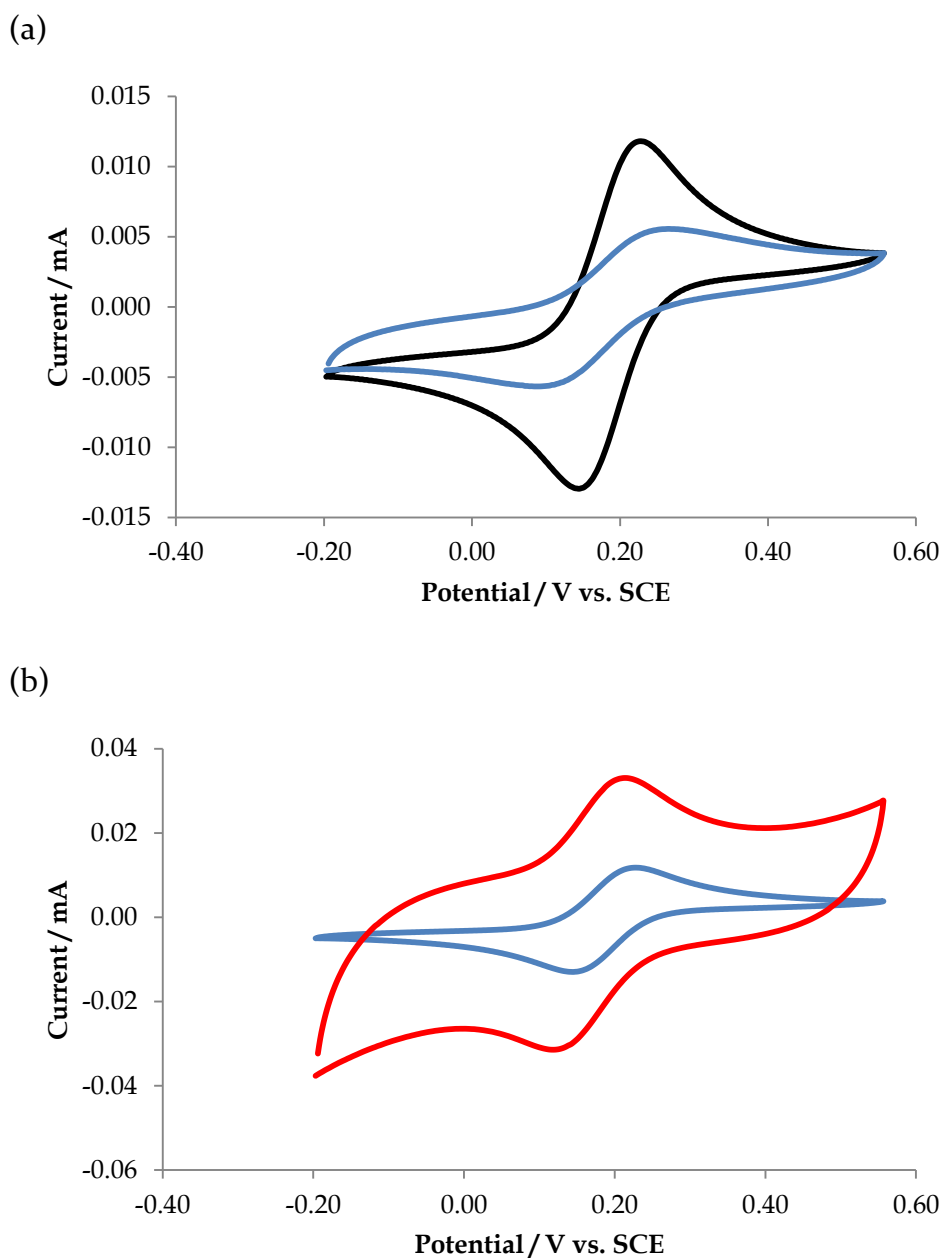 (a)
0.015
0.010
0.005
0.000
-0.005
-0.010
-0.015
Current / mA
-0.40 -0.20 0.00 0.20 0.40 0.60
Potential / V vs. SCE
(b)
0.04
0.02
0.00
-0.02
-0.04
-0.06
Current / mA
-0.40 -0.20 0.00 0.20 0.40 0.60
Potential / V vs. SCE